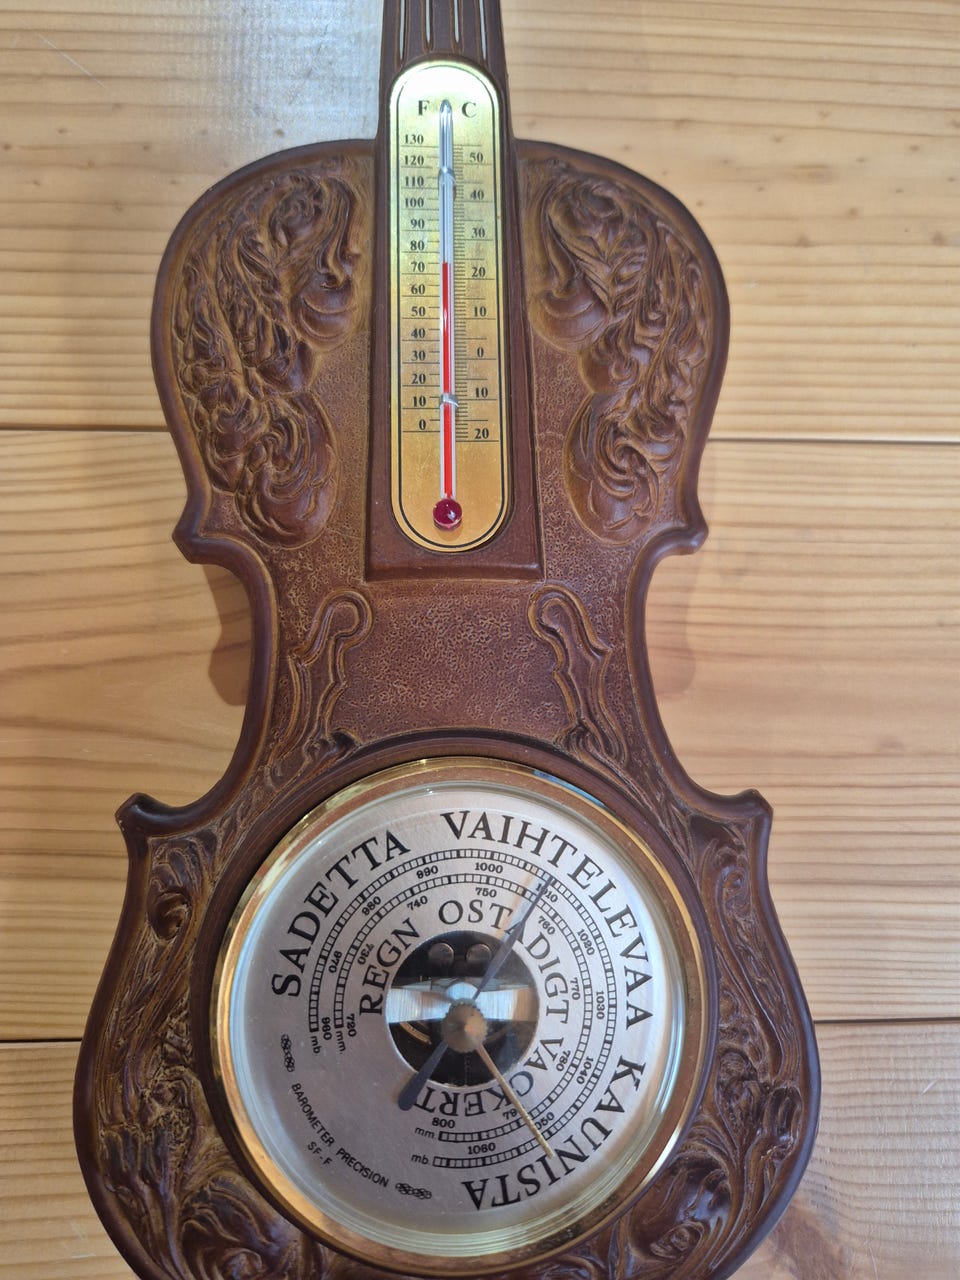 F C
130
120 50
110
100 40
90
80 30
70 20
60
50 10
40
30 0
20
10 10
0 20
SADETTA VAIHTELEVAA KAUNISTA
960 970 980 990 1000 1010 1020 1030 1040 1060
mb
720 730 740 750 760 770 780 800
mm
REGN OSTADIGT VACKERT
mm
mb
BAROMETER PRECISION
SF-F